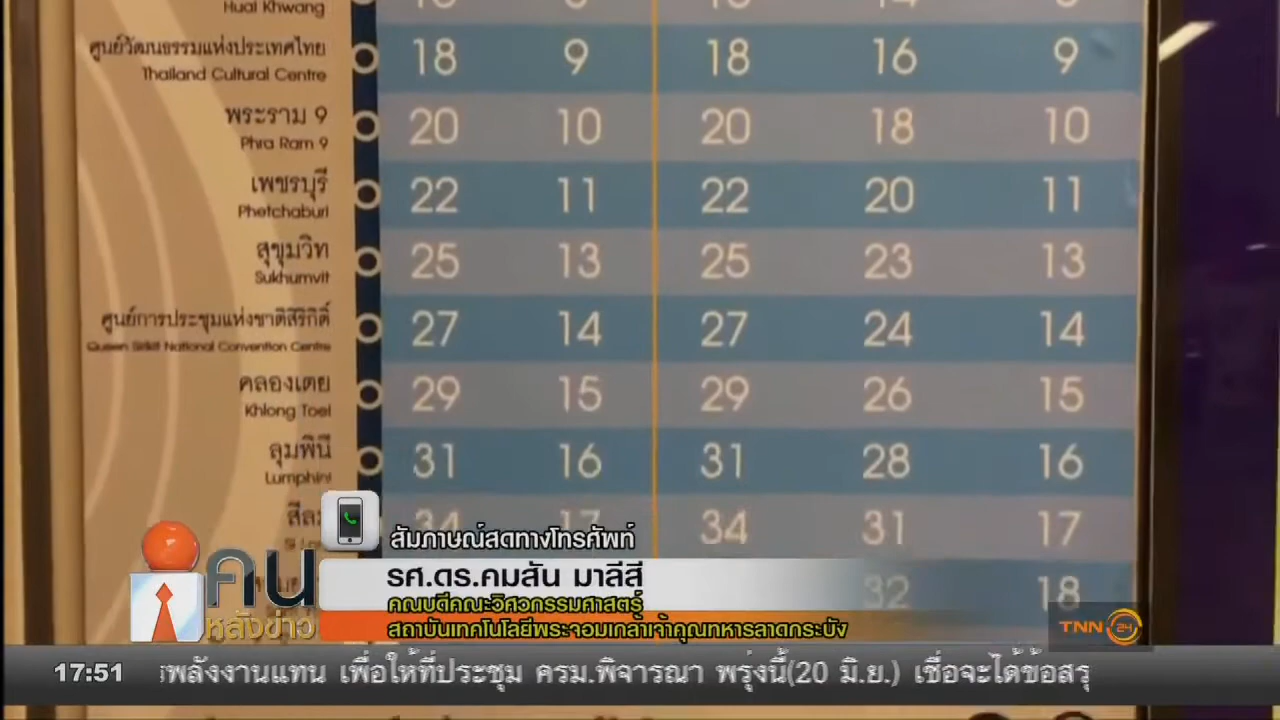 Huai Khwang
ศูนย์วัฒนธรรมแห่งประเทศไทย
Thailand Cultural Centre
18 9 18 16 9
พระราม 9
Phra Ram 9
20 10 20 18 10
เพชรบุรี
Phetchaburi
22 11 22 20 11
สุขุมวิท
Sukhumvit
25 13 25 23 13
ศูนย์การประชุมแห่งชาติสิริกิติ์
Queen Sirikit National Convention Centre
27 14 27 24 14
คลองเตย
Khlong Toei
29 15 29 26 15
ลุมพินี
Lumphini
31 16 31 28 16
34 17 34 31 17
32 18
คนหลังข่าว
สัมภาษณ์สดทางโทรศัพท์
รศ.ดร.คมสัน มาลีสี
คณบดีคณะวิศวกรรมศาสตร์
สถาบันเทคโนโลยีพระจอมเกล้าเจ้าคุณทหารลาดกระบัง
TNN 24
17:51 พลังงานแทน เพื่อให้ที่ประชุม ครม.พิจารณา พรุ่งนี้(20 มิ.ย.) เชื่อจะได้ข้อสรุ